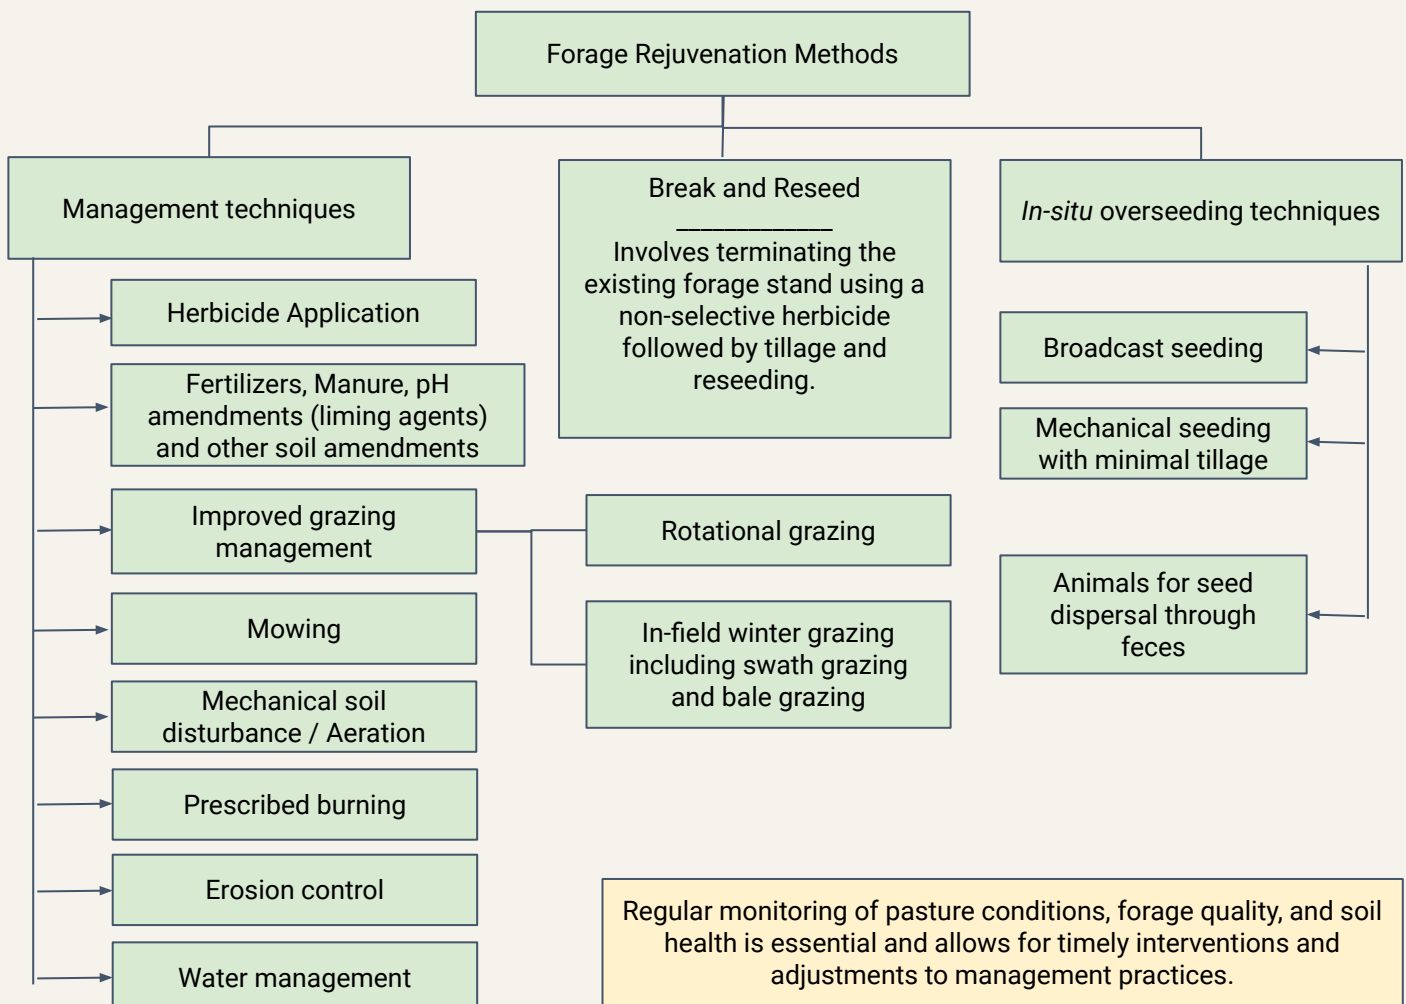 Forage Rejuvenation Methods
Management techniques
Herbicide Application
Fertilizers, Manure, pH
amendments (liming agents)
and other soil amendments
Improved grazing
management
Rotational grazing
In-field winter grazing
including swath grazing
and bale grazing
Mowing
Mechanical soil
disturbance / Aeration
Prescribed burning
Erosion control
Water management
Break and Reseed
_____________
Involves terminating the
existing forage stand using a
non-selective herbicide
followed by tillage and
reseeding.
In-situ overseeding techniques
Broadcast seeding
Mechanical seeding
with minimal tillage
Animals for seed
dispersal through
feces
Regular monitoring of pasture conditions, forage quality, and soil
health is essential and allows for timely interventions and
adjustments to management practices.